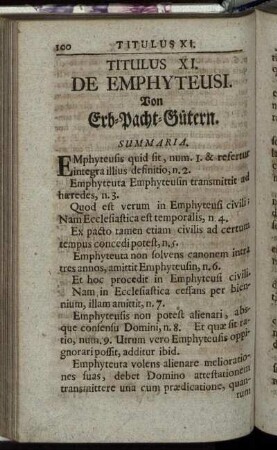 100 TITULUS XI.
TITULUS XI.
DE EMPHYTEUSI.
Von
Erb-Pacht-Gütern.
SUMMARIA.
EMphyteusis quid sit, num. 1. & refertur
integra illius definitio, n. 2.
Emphyteuta Emphyteusin transmittit ad
hæredes, n. 3.
Quod est verum in Emphyteusi civili:
Nam Ecclesiastica est temporalis, n. 4.
Ex pacto tamen etiam civilis ad certum
tempus concedi potest, n. 5.
Emphyteuta non solvens canonem intra
tres annos, amittit Emphyteusin, n. 6.
Et hoc procedit in Emphyteusi civili.
Nam, in Ecclesiastica cessans per bien-
nium, illam amittit, n. 7.
Emphyteusis non potest alienari, abs-
que consensu Domini, n. 8. Et quæ sit ra-
tio, num. 9. Utrum vero Emphyteusis oppi-
gnorari possit, additur ibid.
Emphyteuta volens alienare melioratio-
nes suas, debet Domino attestationem
transmittere una cum prædicatione, quan-
tum